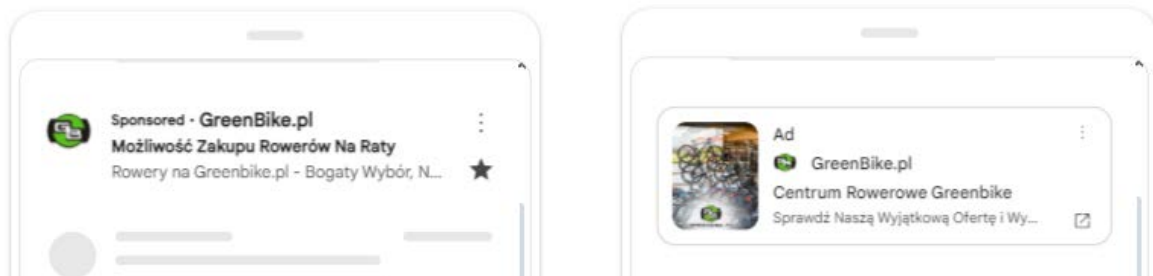 Sponsored · GreenBike.pl
Możliwość Zakupu Rowerów Na Raty
Rowery na Greenbike.pl – Bogaty Wybór, N...
Ad
GreenBike.pl
Centrum Rowerowe Greenbike
Sprawdź Naszą Wyjątkową Ofertę i Wy...